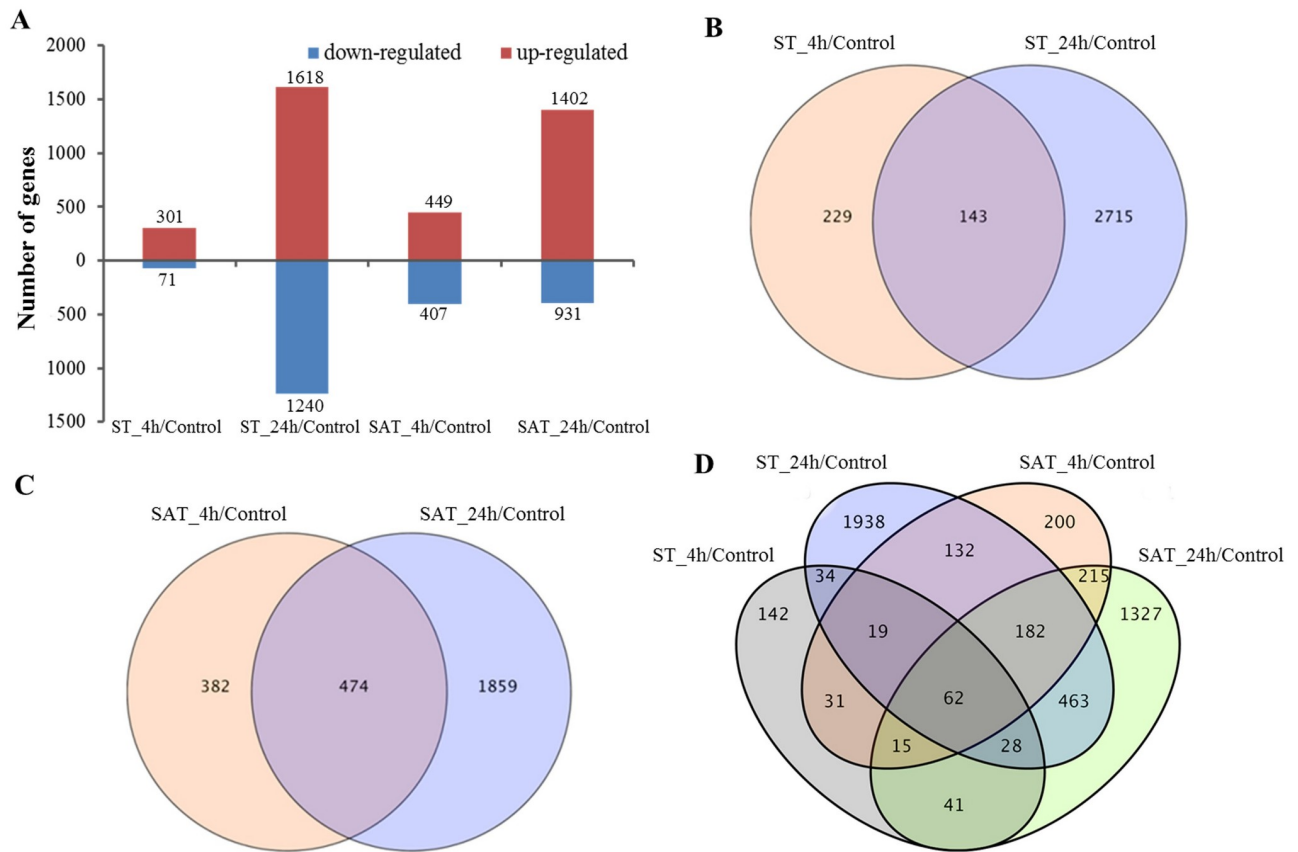 A
Number of genes
2000
1500
1000
500
0
500
1000
1500
down-regulated up-regulated
301
1618
449
1402
71
1240
407
931
ST_4h/Control ST_24h/Control SAT_4h/Control SAT_24h/Control
B
ST_4h/Control ST_24h/Control
229 143 2715
C
SAT_4h/Control SAT_24h/Control
382 474 1859
D
ST_24h/Control SAT_4h/Control
ST_4h/Control SAT_24h/Control
1938 200
132
34 215
142 1327
19 182
31 62 463
15 28
41